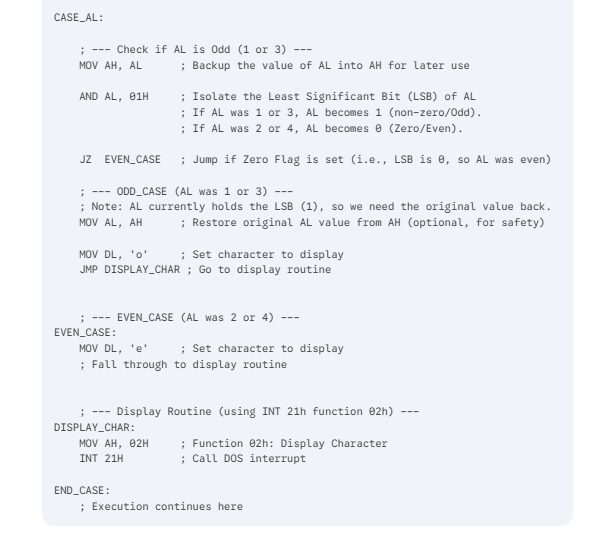 CASE_AL:
; --- Check if AL is Odd (1 or 3) ---
MOV AH, AL ; Backup the value of AL into AH for later use
AND AL, 01H ; Isolate the Least Significant Bit (LSB) of AL
; If AL was 1 or 3, AL becomes 1 (non-zero/Odd).
; If AL was 2 or 4, AL becomes 0 (Zero/Even).
JZ EVEN_CASE ; Jump if Zero Flag is set (i.e., LSB is 0, so AL was even)
; --- ODD_CASE (AL was 1 or 3) ---
; Note: AL currently holds the LSB (1), so we need the original value back.
MOV AL, AH ; Restore original AL value from AH (optional, for safety)
MOV DL, 'o' ; Set character to display
JMP DISPLAY_CHAR ; Go to display routine
; --- EVEN_CASE (AL was 2 or 4) ---
EVEN_CASE:
MOV DL, 'e' ; Set character to display
; Fall through to display routine
; --- Display Routine (using INT 21h function 02h) ---
DISPLAY_CHAR:
MOV AH, 02H ; Function 02h: Display Character
INT 21H ; Call DOS interrupt
END_CASE:
; Execution continues here